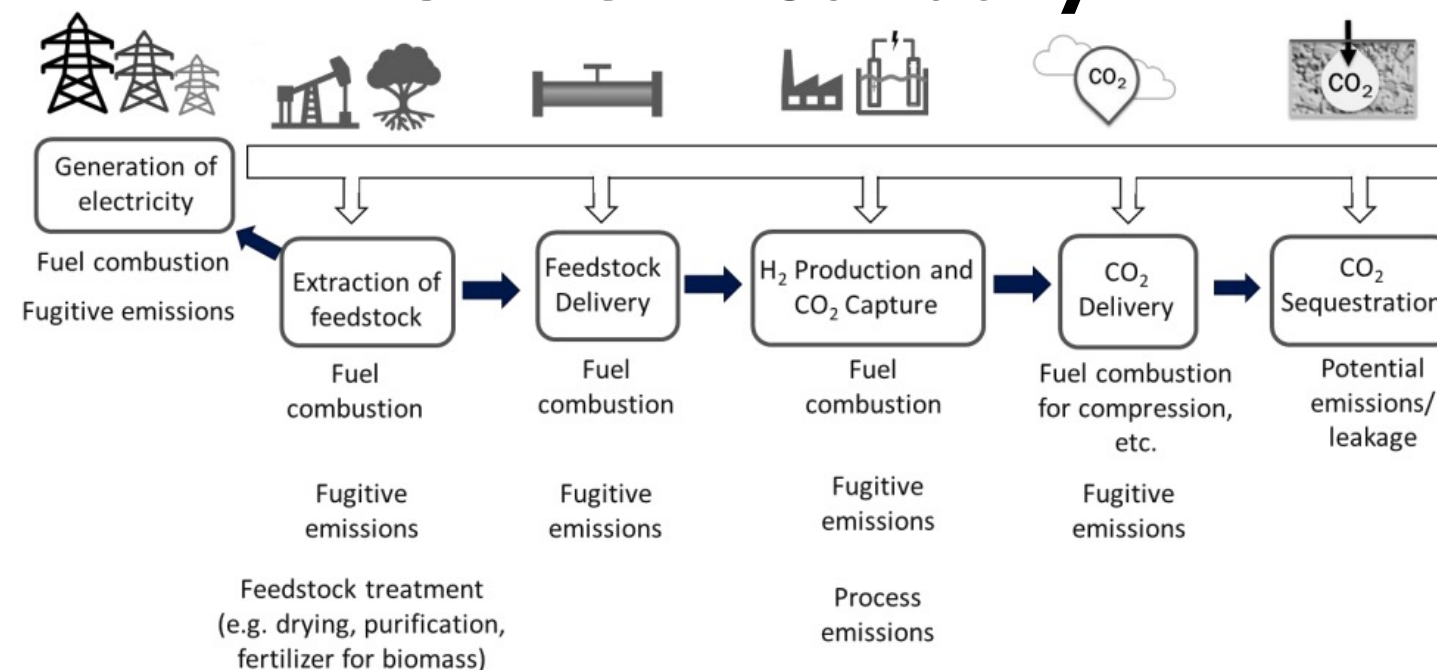 CO₂
CO₂
Generation of
electricity
Fuel combustion
Fugitive emissions
Extraction of
feedstock
Fuel
combustion
Fugitive
emissions
Feedstock treatment
(e.g. drying, purification,
fertilizer for biomass)
Feedstock
Delivery
Fuel
combustion
Fugitive
emissions
H₂ Production and
CO₂ Capture
Fuel
combustion
Fugitive
emissions
Process
emissions
CO₂
Delivery
Fuel combustion
for compression,
etc.
Fugitive
emissions
CO₂
Sequestration
Potential
emissions/
leakage